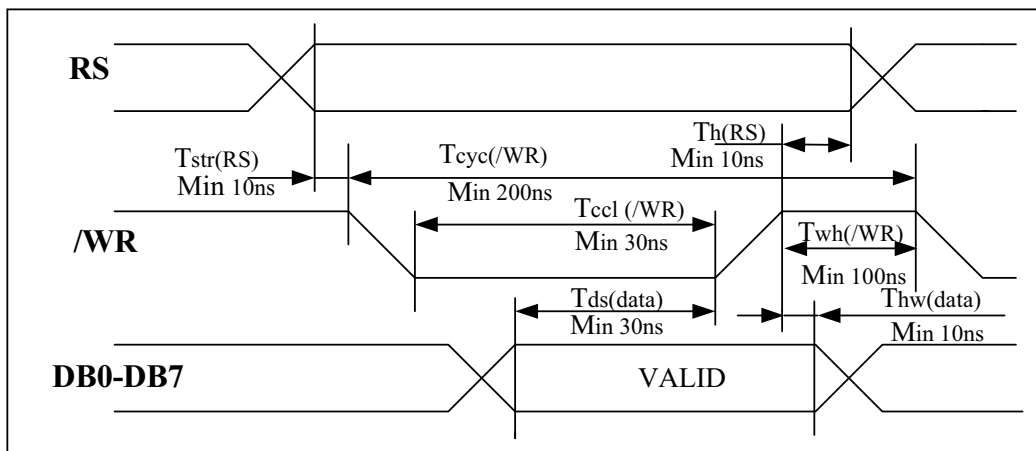 RS
Tstr(RS)
Min 10ns
Tcyc(/WR)
Min 200ns
Th(RS)
Min 10ns
/WR
Tccl (/WR)
Min 30ns
Twh(/WR)
Min 100ns
Tds(data)
Min 30ns
Thw(data)
Min 10ns
DB0-DB7
VALID